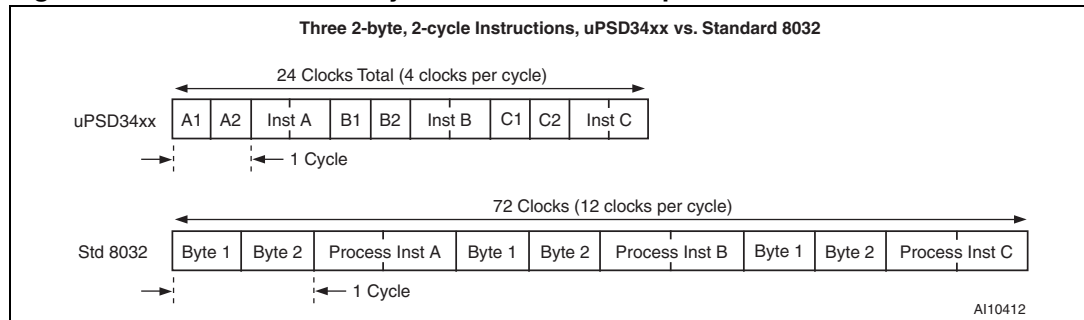 Three 2-byte, 2-cycle Instructions, uPSD34xx vs. Standard 8032
24 Clocks Total (4 clocks per cycle)
uPSD34xx A1 A2 Inst A B1 B2 Inst B C1 C2 Inst C
1 Cycle
72 Clocks (12 clocks per cycle)
Std 8032 Byte 1 Byte 2 Process Inst A Byte 1 Byte 2 Process Inst B Byte 1 Byte 2 Process Inst C
1 Cycle
AI10412